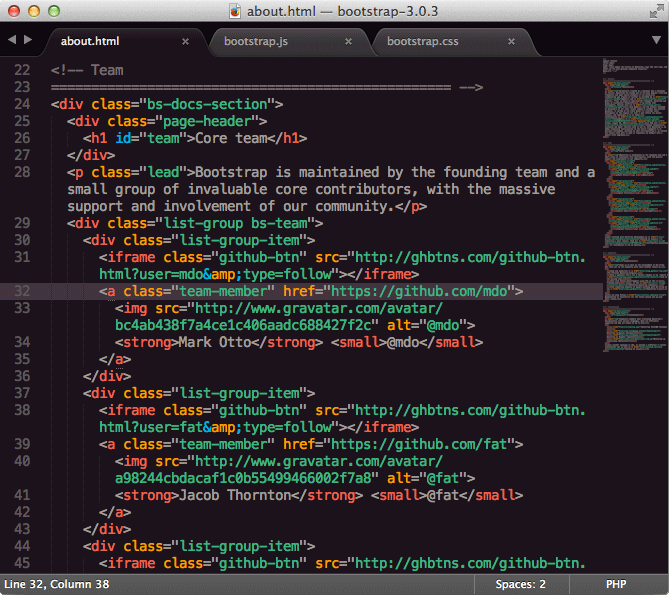 about.html — bootstrap-3.0.3
about.html × bootstrap.js × bootstrap.css ×
22 <!-- Team
23 ================================================== -->
24 <div class="bs-docs-section">
25 <div class="page-header">
26 <h1 id="team">Core team</h1>
27 </div>
28 <p class="lead">Bootstrap is maintained by the founding team and a
small group of invaluable core contributors, with the massive
support and involvement of our community.</p>
29 <div class="list-group bs-team">
30 <div class="list-group-item">
31 <iframe class="github-btn" src="http://ghbtns.com/github-btn.
html?user=mdo&amp;type=follow"></iframe>
32 <a class="team-member" href="https://github.com/mdo">
33 <img src="http://www.gravatar.com/avatar/
bc4ab438f7a4ce1c406aadc688427f2c" alt="@mdo">
34 <strong>Mark Otto</strong> <small>@mdo</small>
35 </a>
36 </div>
37 <div class="list-group-item">
38 <iframe class="github-btn" src="http://ghbtns.com/github-btn.
html?user=fat&amp;type=follow"></iframe>
39 <a class="team-member" href="https://github.com/fat">
40 <img src="http://www.gravatar.com/avatar/
a98244cbdacaf1c0b55499466002f7a8" alt="@fat">
41 <strong>Jacob Thornton</strong> <small>@fat</small>
42 </a>
43 </div>
44 <div class="list-group-item">
45 <iframe class="github-btn" src="http://ghbtns.com/github-btn.
Line 32, Column 38 Spaces: 2 PHP